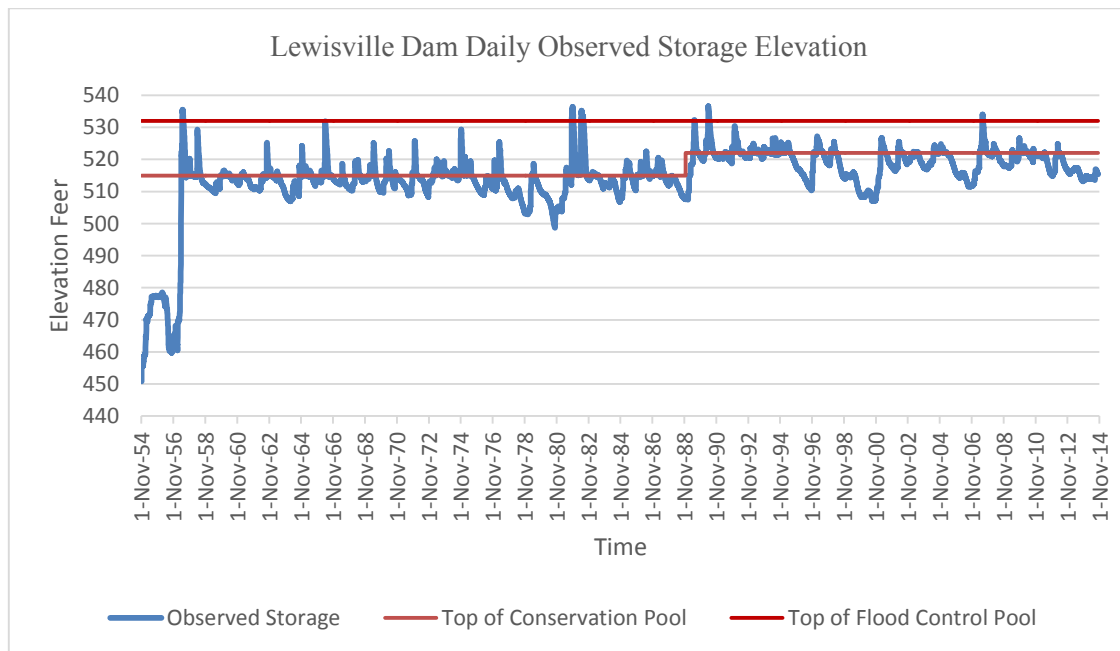 Lewisville Dam Daily Observed Storage Elevation
540
530
520
510
500
490
480
470
460
450
440
Elevation Feer
1-Nov-54
1-Nov-56
1-Nov-58
1-Nov-60
1-Nov-62
1-Nov-64
1-Nov-66
1-Nov-68
1-Nov-70
1-Nov-72
1-Nov-74
1-Nov-76
1-Nov-78
1-Nov-80
1-Nov-82
1-Nov-84
1-Nov-86
1-Nov-88
1-Nov-90
1-Nov-92
1-Nov-94
1-Nov-96
1-Nov-98
1-Nov-00
1-Nov-02
1-Nov-04
1-Nov-06
1-Nov-08
1-Nov-10
1-Nov-12
1-Nov-14
Time
Observed Storage
Top of Conservation Pool
Top of Flood Control Pool